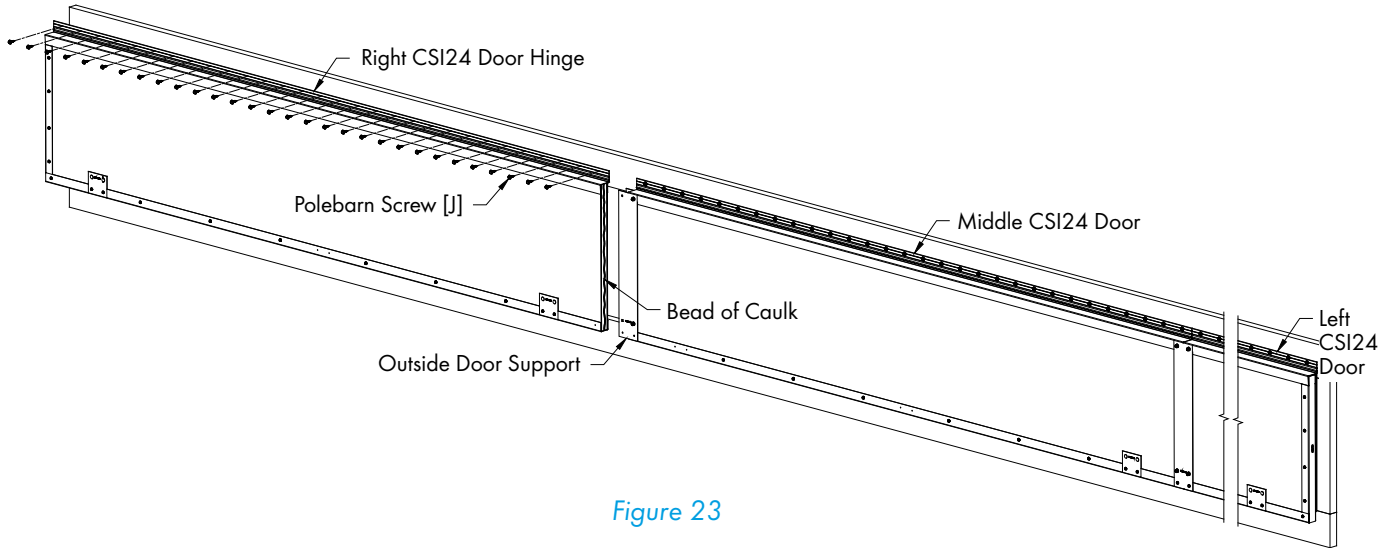 Right CSI24 Door Hinge
Polebarn Screw [J]
Middle CSI24 Door
Bead of Caulk
Left
CSI24
Door
Outside Door Support
Figure 23